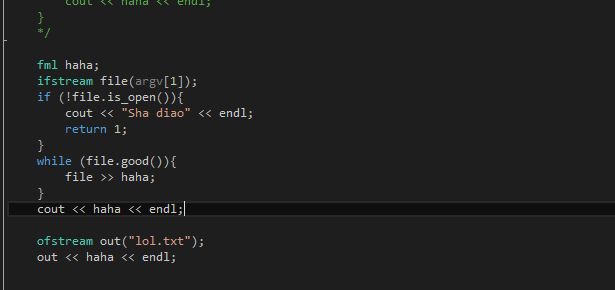 cout << haha << endl;
}
*/
fml haha;
ifstream file(argv[1]);
if (!file.is_open()){
cout << "Sha diao" << endl;
return 1;
}
while (file.good()){
file >> haha;
}
cout << haha << endl;
ofstream out("lol.txt");
out << haha << endl;